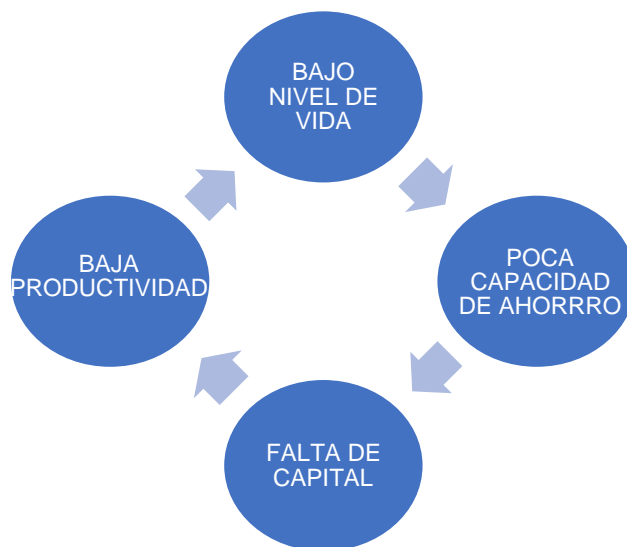 BAJO
NIVEL DE
VIDA
POCA
CAPACIDAD
DE AHORRRO
FALTA DE
CAPITAL
BAJA
PRODUCTIVIDAD